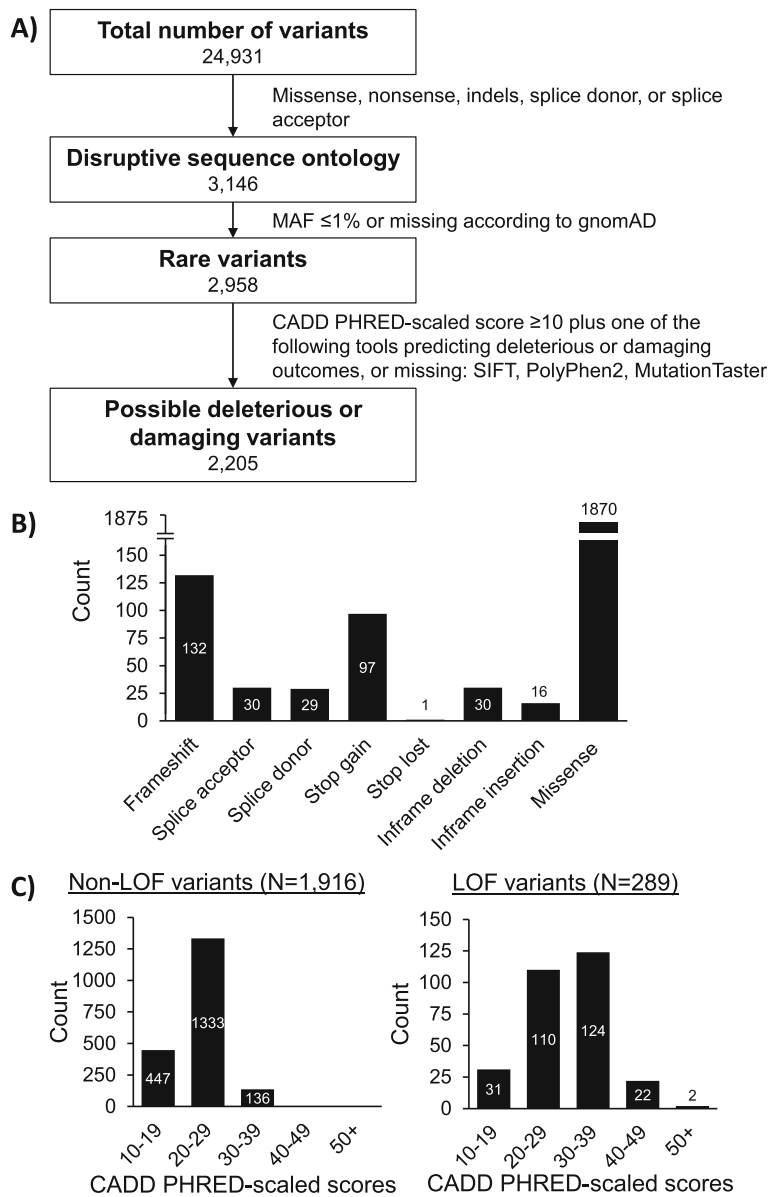 A)
Total number of variants
24,931
Missense, nonsense, indels, splice donor, or splice
acceptor
Disruptive sequence ontology
3,146
MAF ≤1% or missing according to gnomAD
Rare variants
2,958
CADD PHRED-scaled score ≥10 plus one of the
following tools predicting deleterious or damaging
outcomes, or missing: SIFT, PolyPhen2, MutationTaster
Possible deleterious or
damaging variants
2,205
B)
Count
1875
150
125
100
75
50
25
0
132
30
29
97
1
30
16
1870
Frameshift
Splice acceptor
Splice donor
Stop gain
Stop lost
Inframe deletion
Inframe insertion
Missense
C)
Non-LOF variants (N=1,916)
Count
1500
1250
1000
750
500
250
0
447
1333
136
10-19
20-29
30-39
40-49
50+
CADD PHRED-scaled scores
LOF variants (N=289)
Count
150
125
100
75
50
25
0
31
110
124
22
2
10-19
20-29
30-39
40-49
50+
CADD PHRED-scaled scores